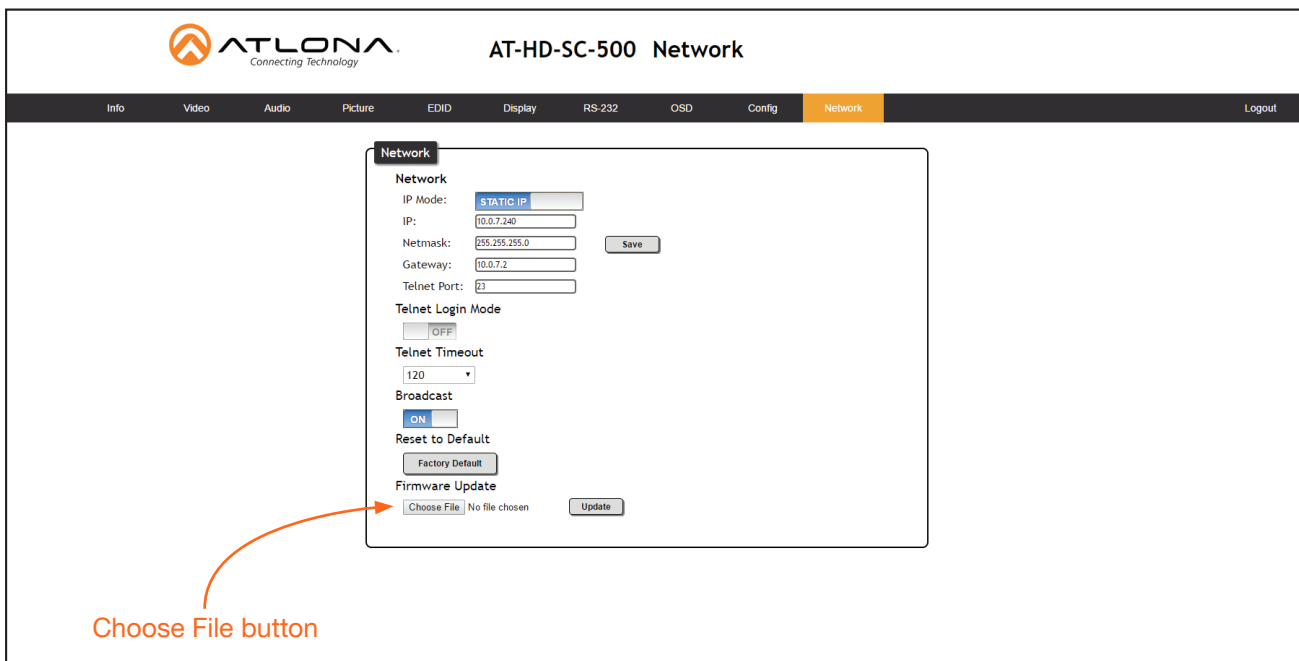 ATLONA.
Connecting Technology
AT-HD-SC-500 Network
Info Video Audio Picture EDID Display RS-232 OSD Config Network Logout
Network
Network
IP Mode: STATIC IP
IP: 10.0.7.240
Netmask: 255.255.255.0 Save
Gateway: 10.0.7.2
Telnet Port: 23
Telnet Login Mode
OFF
Telnet Timeout
120
Broadcast
ON
Reset to Default
Factory Default
Firmware Update
Choose File No file chosen Update
Choose File button